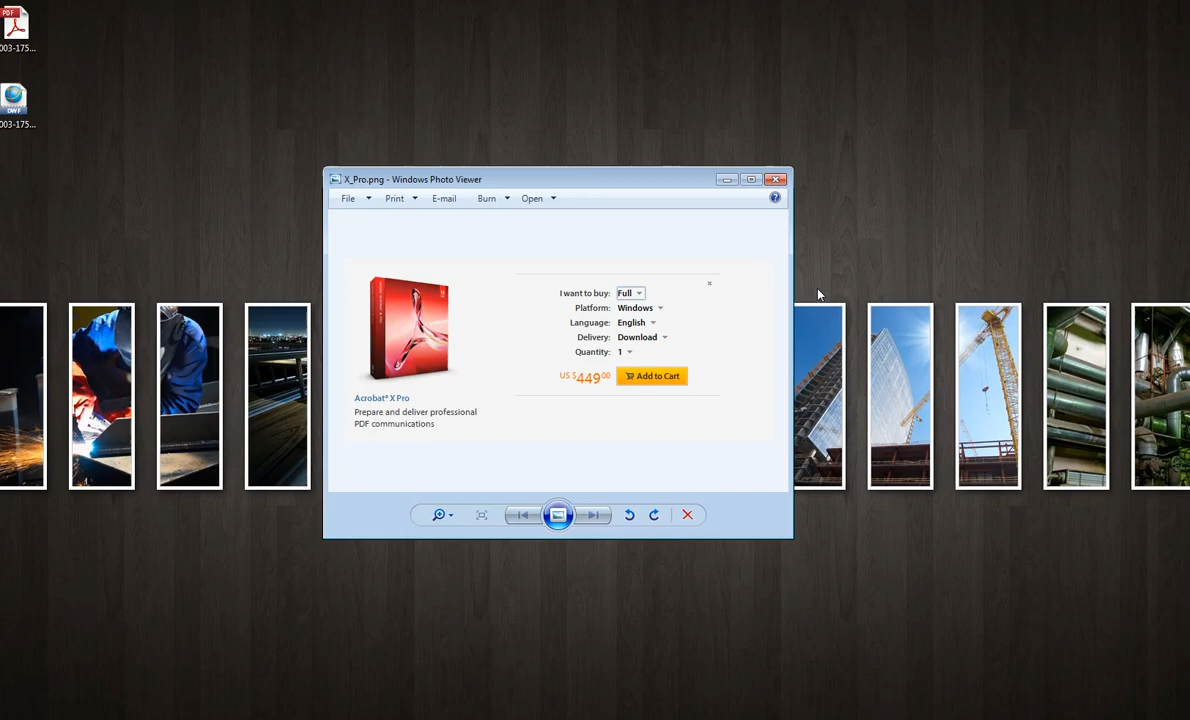 PDF
003-175...
DWF
003-175...
X_Pro.png - Windows Photo Viewer
File Print E-mail Burn Open
I want to buy: Full
Platform: Windows
Language: English
Delivery: Download
Quantity: 1
US $449.00 Add to Cart
Acrobat® X Pro
Prepare and deliver professional
PDF communications